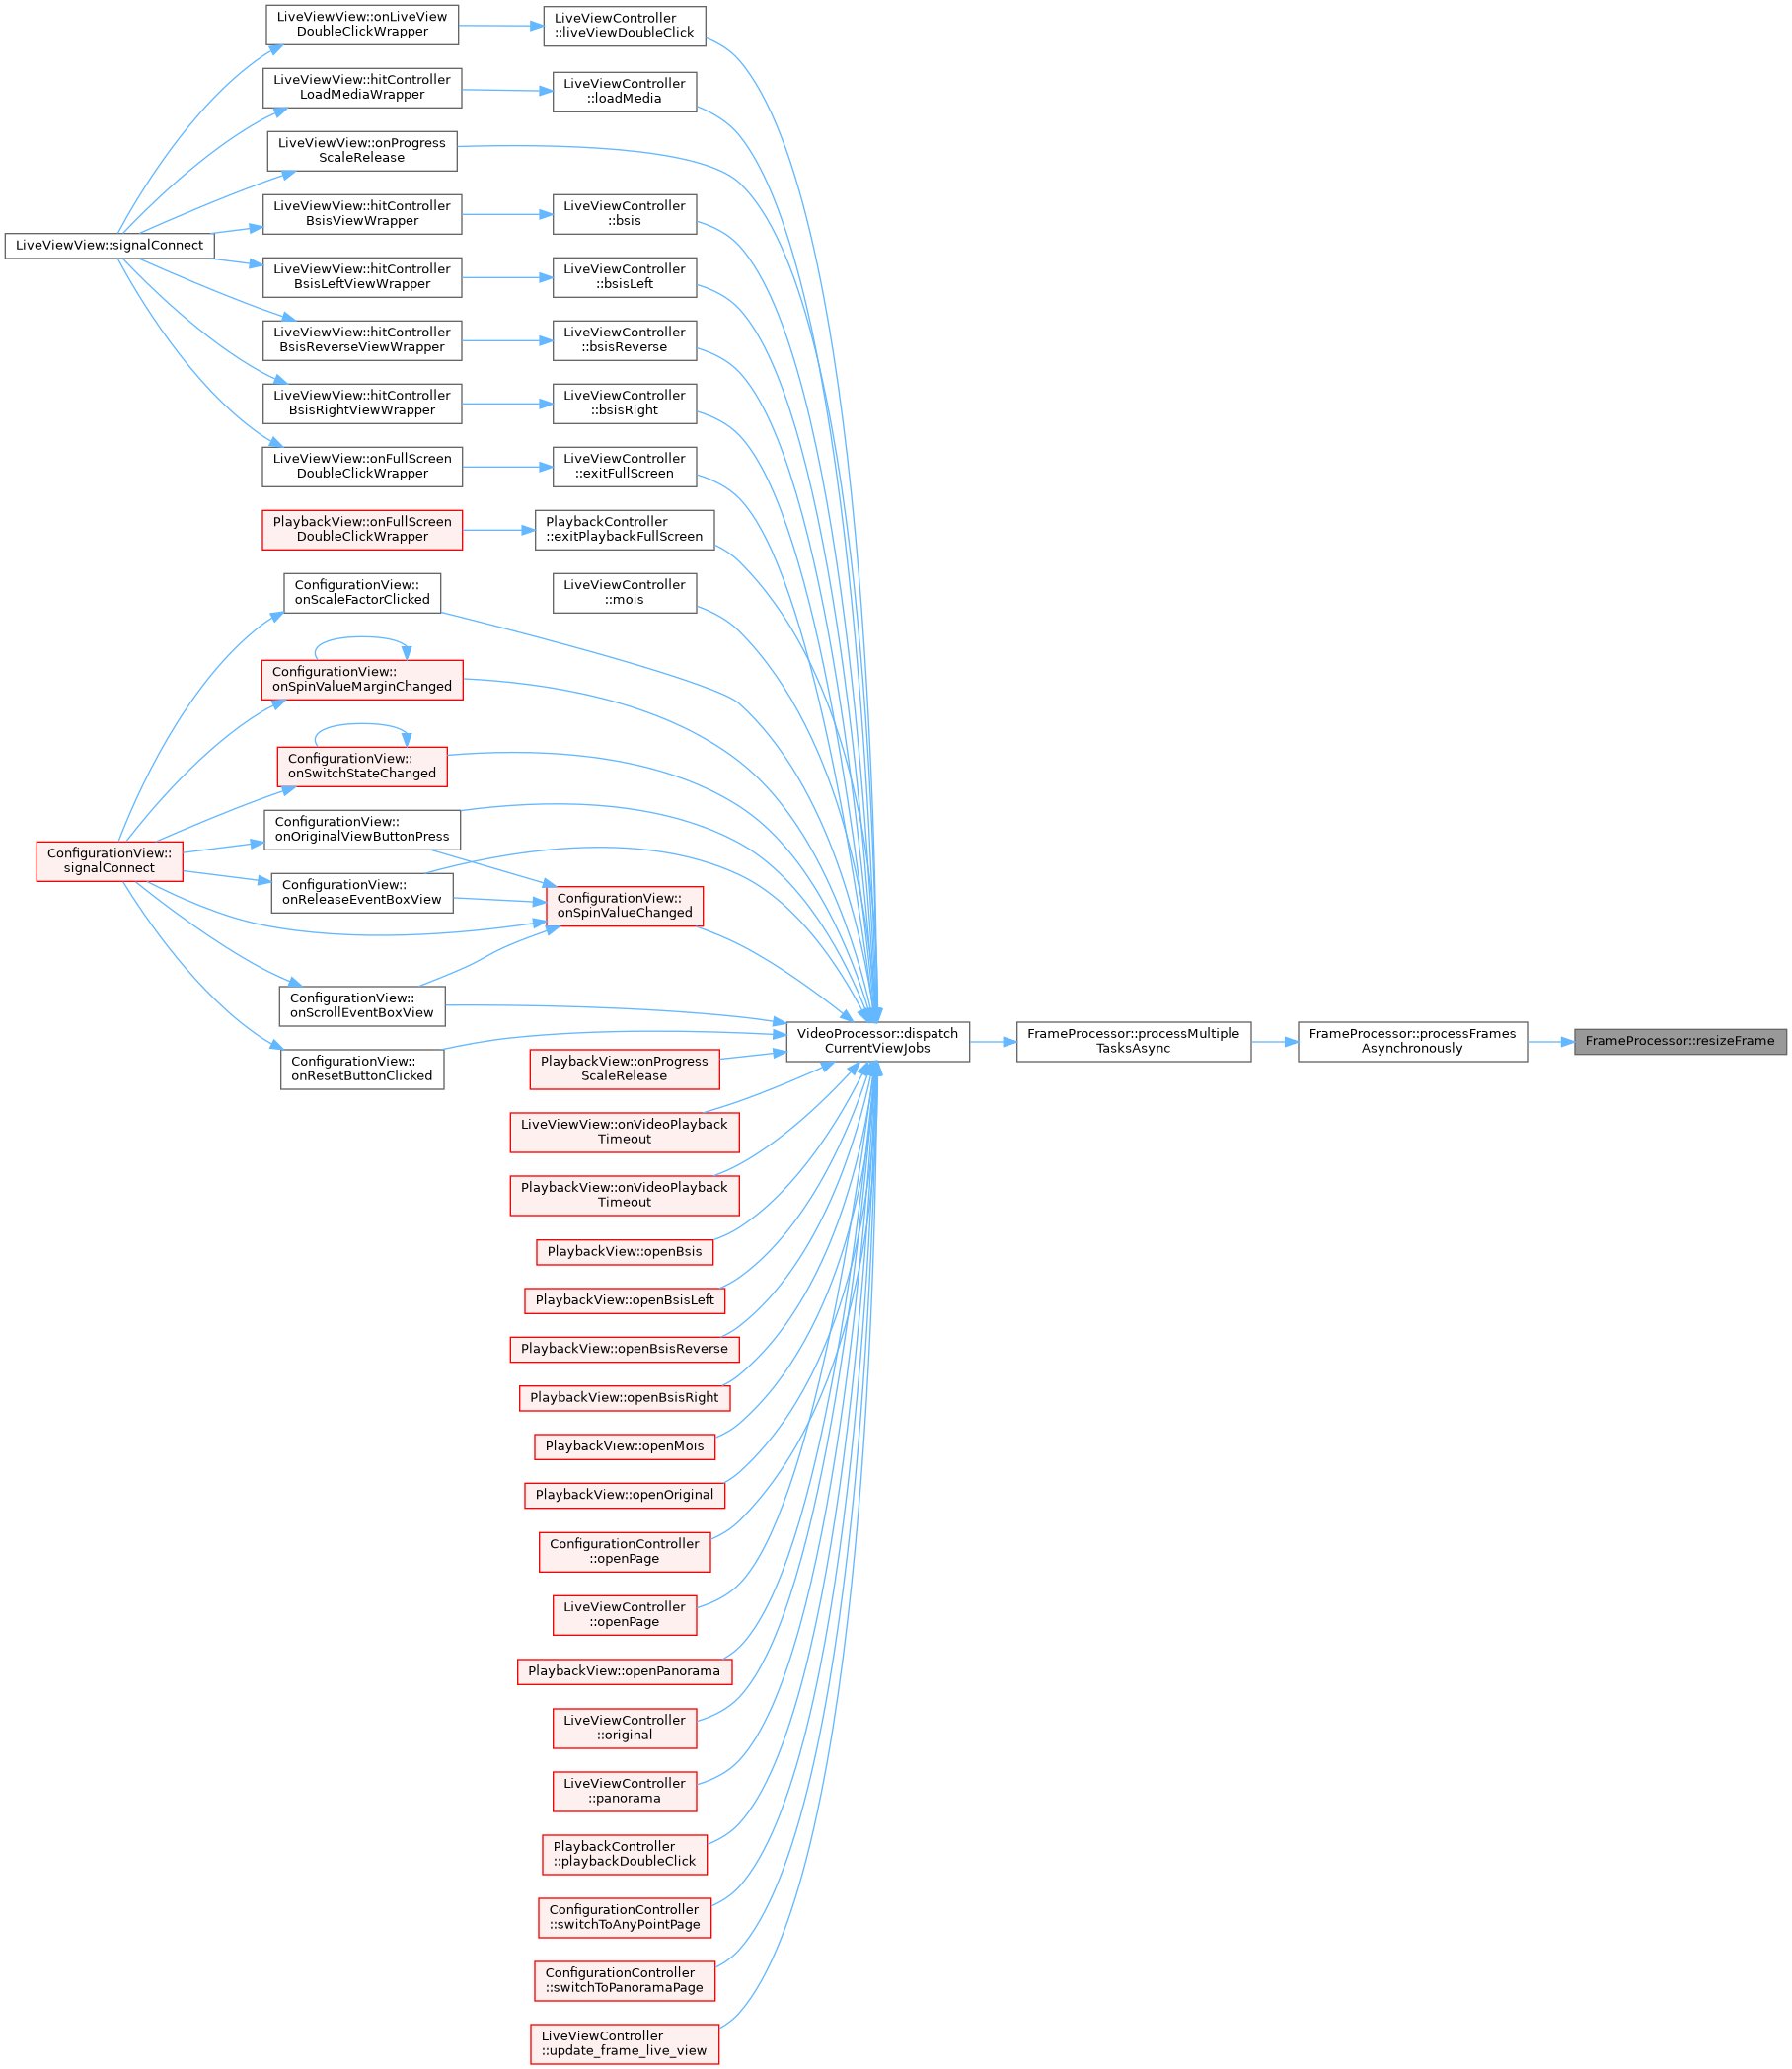 LiveViewView::onLiveView
DoubleClickWrapper
LiveViewController
::liveViewDoubleClick
LiveViewView::hitController
LoadMediaWrapper
LiveViewController
::loadMedia
LiveViewView::onProgress
ScaleRelease
LiveViewView::hitController
BsisViewWrapper
LiveViewController
::bsis
LiveViewView::signalConnect
LiveViewView::hitController
BsisLeftViewWrapper
LiveViewController
::bsisLeft
LiveViewView::hitController
BsisReverseViewWrapper
LiveViewController
::bsisReverse
LiveViewView::hitController
BsisRightViewWrapper
LiveViewController
::bsisRight
LiveViewView::onFullScreen
DoubleClickWrapper
LiveViewController
::exitFullScreen
PlaybackView::onFullScreen
DoubleClickWrapper
PlaybackController
::exitPlaybackFullScreen
ConfigurationView::
onScaleFactorClicked
LiveViewController
::mois
ConfigurationView::
onSpinValueMarginChanged
ConfigurationView::
onSwitchStateChanged
ConfigurationView::
onOriginalViewButtonPress
ConfigurationView::
signalConnect
ConfigurationView::
onReleaseEventBoxView
ConfigurationView::
onSpinValueChanged
ConfigurationView::
onScrollEventBoxView
VideoProcessor::dispatch
CurrentViewJobs
FrameProcessor::processMultiple
TasksAsync
FrameProcessor::processFrames
Asynchronously
FrameProcessor::resizeFrame
ConfigurationView::
onResetButtonClicked
PlaybackView::onProgress
ScaleRelease
LiveViewView::onVideoPlayback
Timeout
PlaybackView::onVideoPlayback
Timeout
PlaybackView::openBsis
PlaybackView::openBsisLeft
PlaybackView::openBsisReverse
PlaybackView::openBsisRight
PlaybackView::openMois
PlaybackView::openOriginal
ConfigurationController
::openPage
LiveViewController
::openPage
PlaybackView::openPanorama
LiveViewController
::original
LiveViewController
::panorama
PlaybackController
::playbackDoubleClick
ConfigurationController
::switchToAnyPointPage
ConfigurationController
::switchToPanoramaPage
LiveViewController
::update_frame_live_view